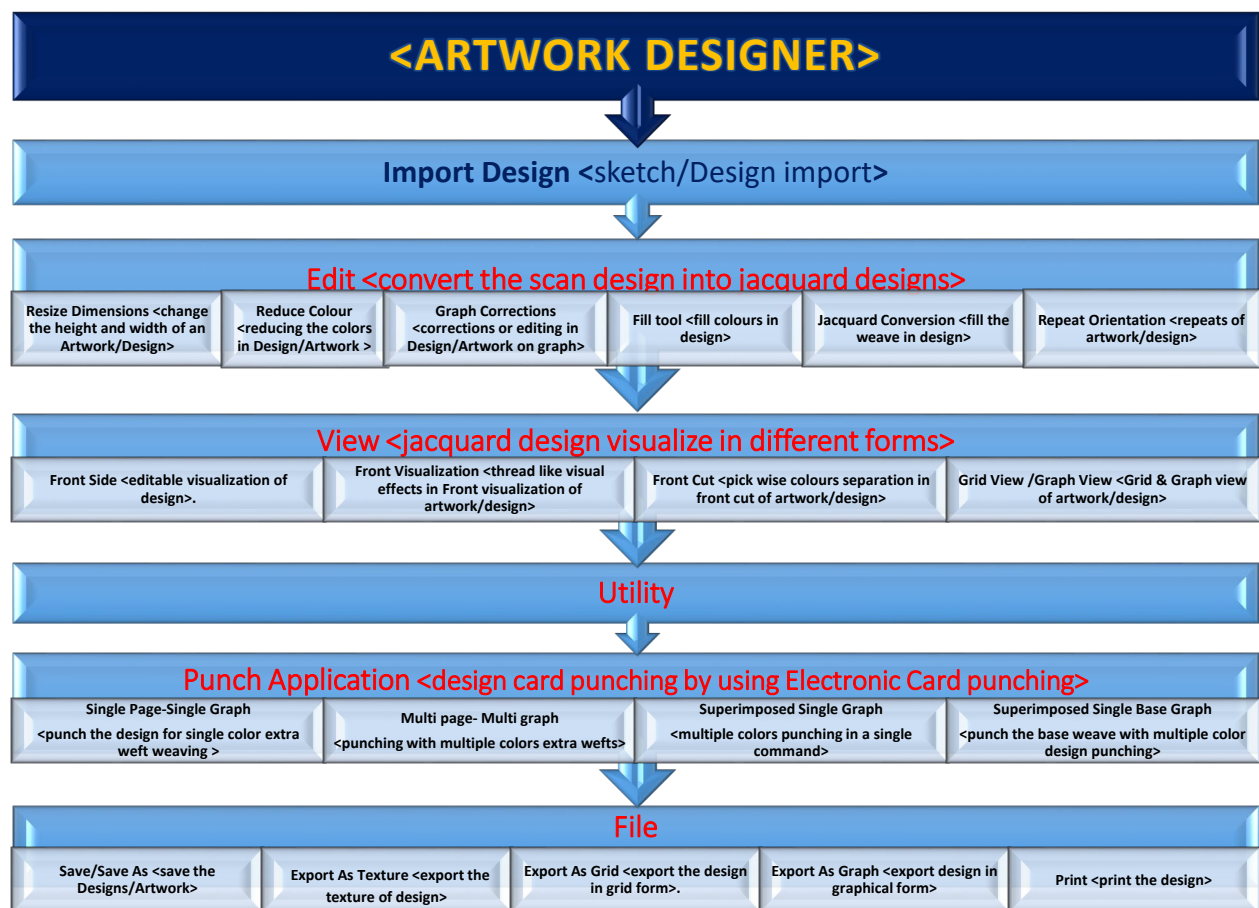 <ARTWORK DESIGNER>
Import Design <sketch/Design import>
Edit <convert the scan design into jacquard designs>
Resize Dimensions <change
the height and width of an
Artwork/Design>
Reduce Colour
<reducing the colors
in Design/Artwork >
Graph Corrections
<corrections or editing in
Design/Artwork on graph>
Fill tool <fill colours in
design>
Jacquard Conversion <fill the
weave in design>
Repeat Orientation <repeats of
artwork/design>
View <jacquard design visualize in different forms>
Front Side <editable visualization of
design>.
Front Visualization <thread like visual
effects in Front visualization of
artwork/design>
Front Cut <pick wise colours separation in
front cut of artwork/design>
Grid View /Graph View <Grid & Graph view
of artwork/design>
Utility
Punch Application <design card punching by using Electronic Card punching>
Single Page-Single Graph
<punch the design for single color extra
weft weaving >
Multi page- Multi graph
<punching with multiple colors extra wefts>
Superimposed Single Graph
<multiple colors punching in a single
command>
Superimposed Single Base Graph
<punch the base weave with multiple color
design punching>
File
Save/Save As <save the
Designs/Artwork>
Export As Texture <export the
texture of design>
Export As Grid <export the design
in grid form>.
Export As Graph <export design in
graphical form>
Print <print the design>